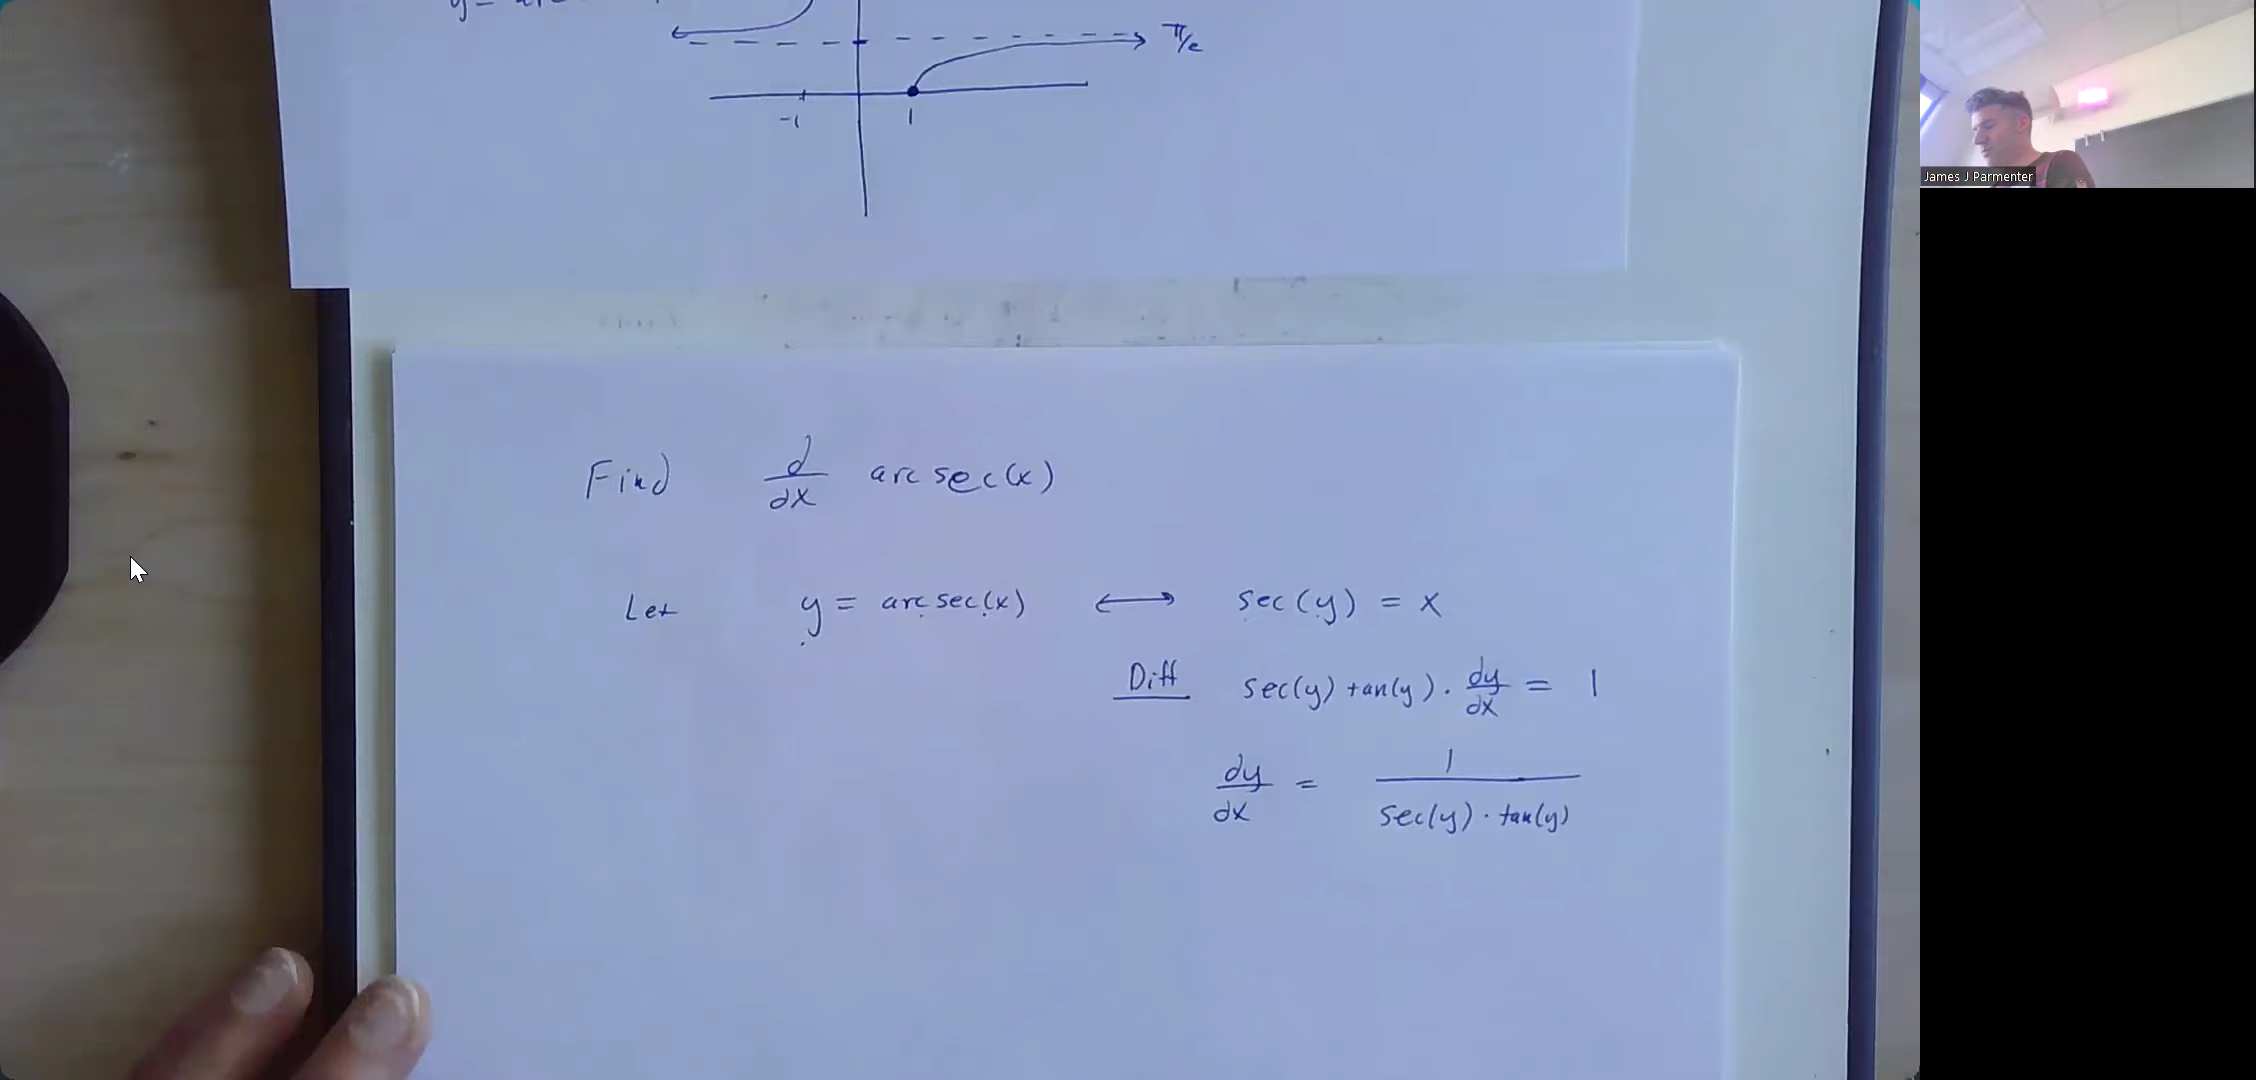 y =
π/2
-1 1
Find d/dx arcsec(x)
Let y = arcsec(x) ⟷ sec(y) = x
Diff sec(y) tan(y) · dy/dx = 1
dy/dx = 1/(sec(y) · tan(y))
James J Parmenter